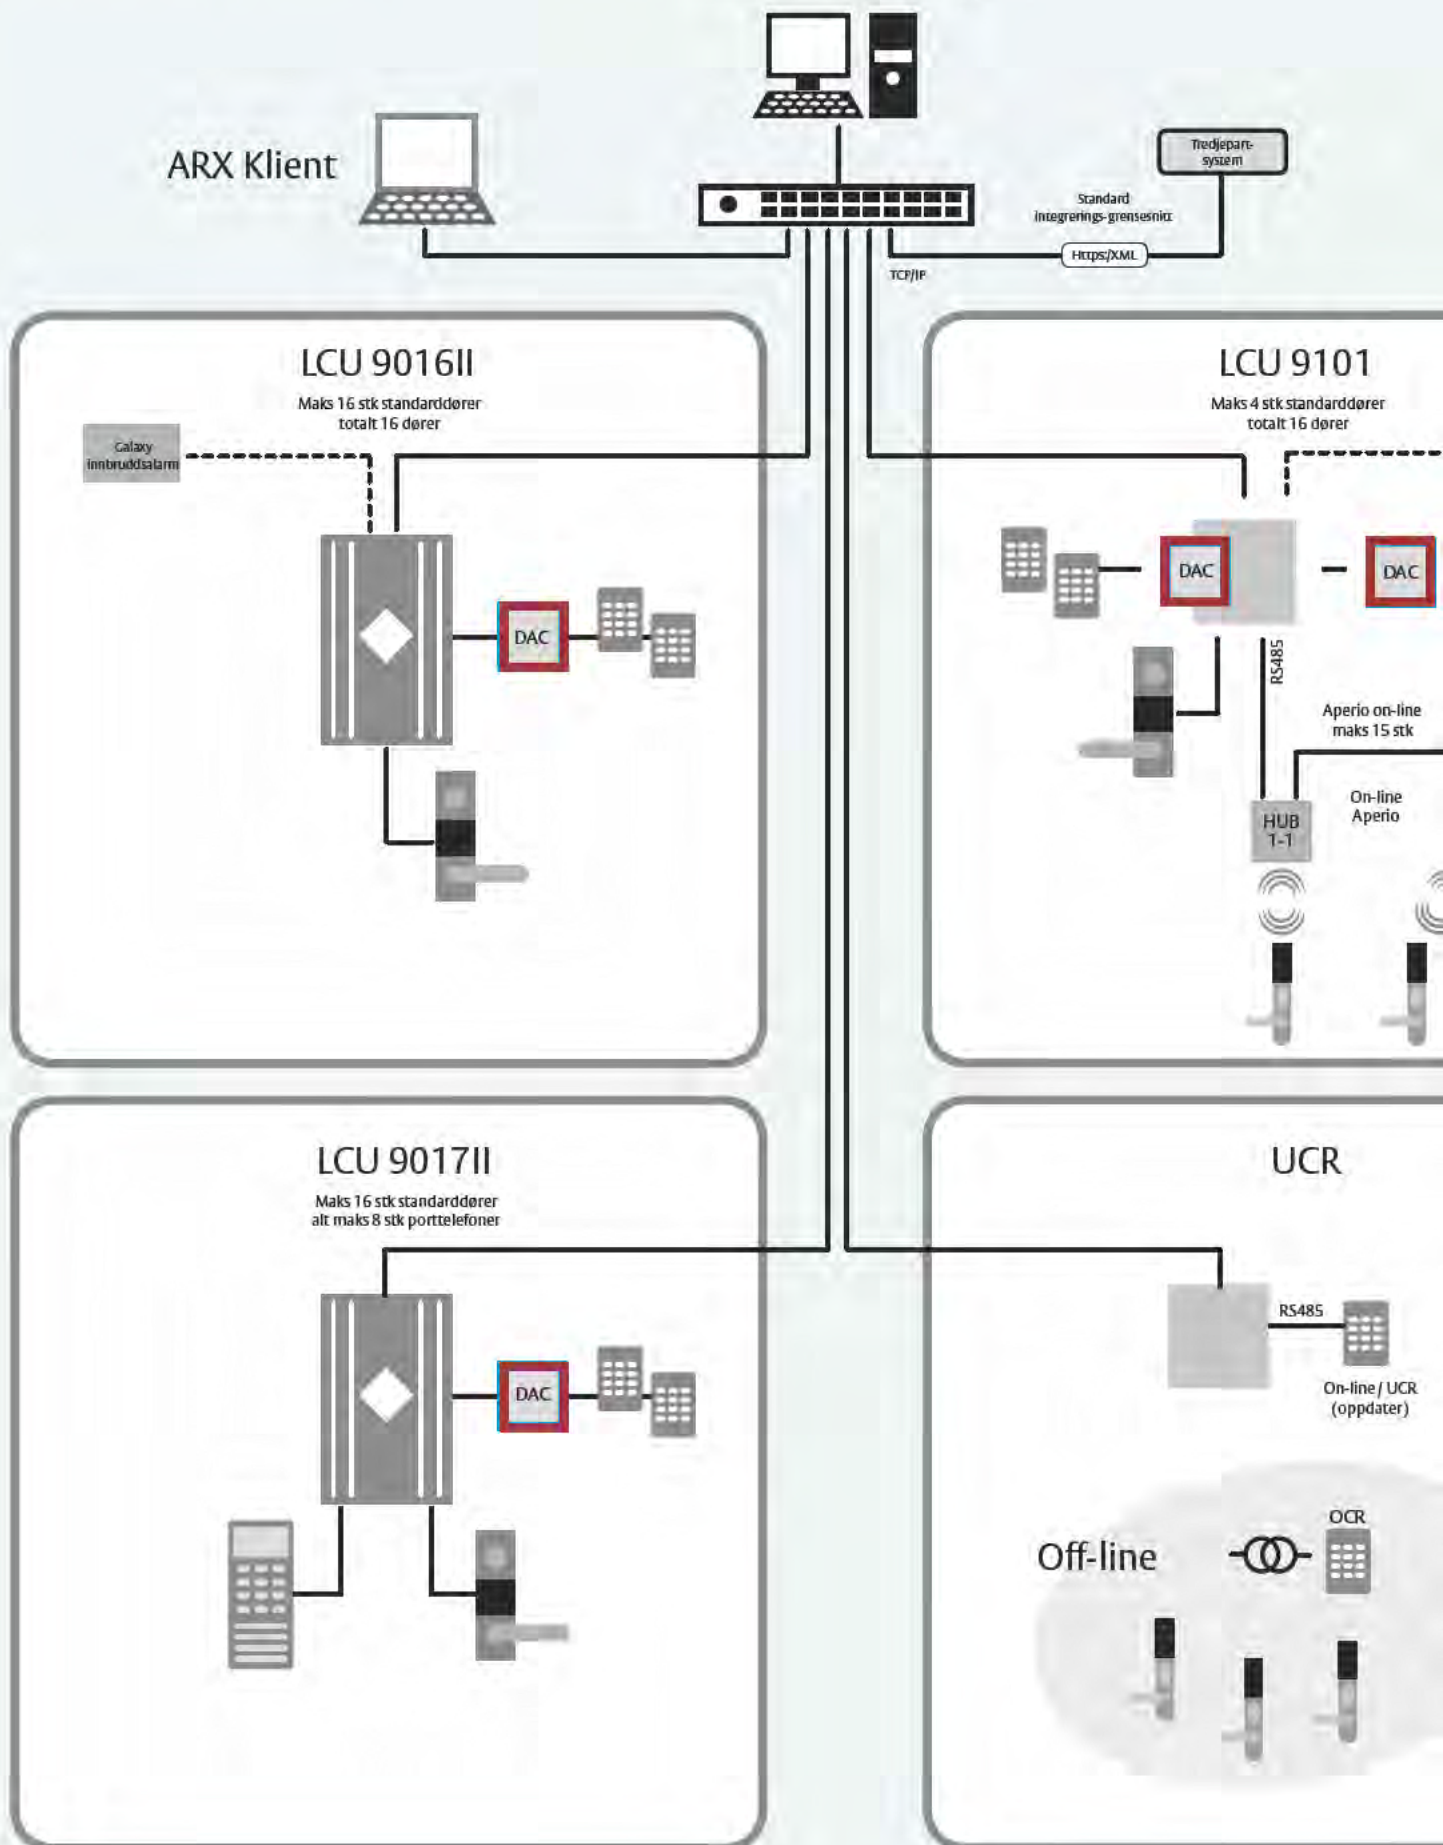 ARX Klient
Tredjepart-
system
Standard
integrerings-grensesnitt
Https/XML
TCP/IP
LCU 9016II
Maks 16 stk standarddører
totalt 16 dører
Galaxy
innbruddsalarm
DAC
LCU 9101
Maks 4 stk standarddører
totalt 16 dører
DAC
DAC
RS485
Aperio on-line
maks 15 stk
On-line
Aperio
HUB
1-1
LCU 9017II
Maks 16 stk standarddører
alt maks 8 stk porttelefoner
DAC
UCR
RS485
On-line / UCR
(oppdater)
OCR
Off-line